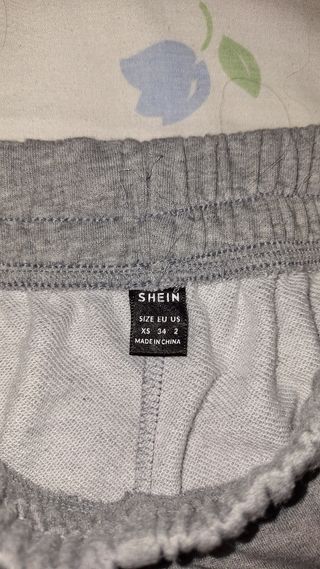 SHEIN
SIZE EU US
XS 34 2
MADE IN CHINA